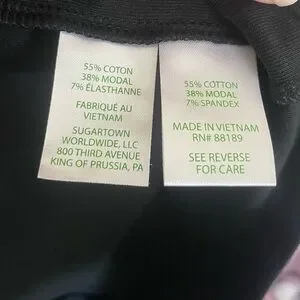 55% COTON
38% MODAL
7% ÉLASTHANNE
FABRIQUÉ AU
VIETNAM
SUGARTOWN
WORLDWIDE, LLC
800 THIRD AVENUE
KING OF PRUSSIA, PA
55% COTTON
38% MODAL
7% SPANDEX
MADE IN VIETNAM
RN# 88189
SEE REVERSE
FOR CARE